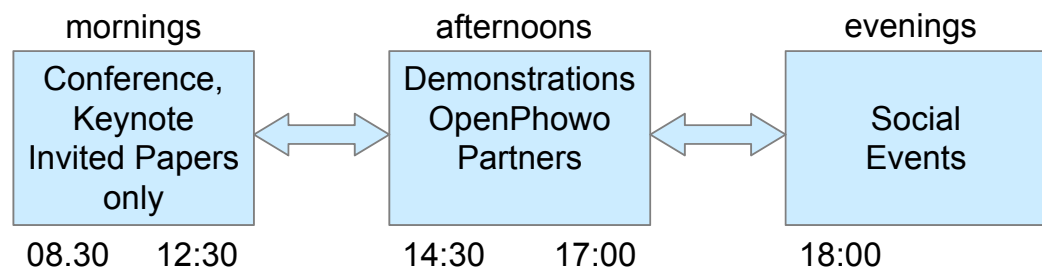 mornings
afternoons
evenings
Conference,
Keynote
Invited Papers
only
Demonstrations
OpenPhowo
Partners
Social
Events
08.30 12:30
14:30 17:00
18:00